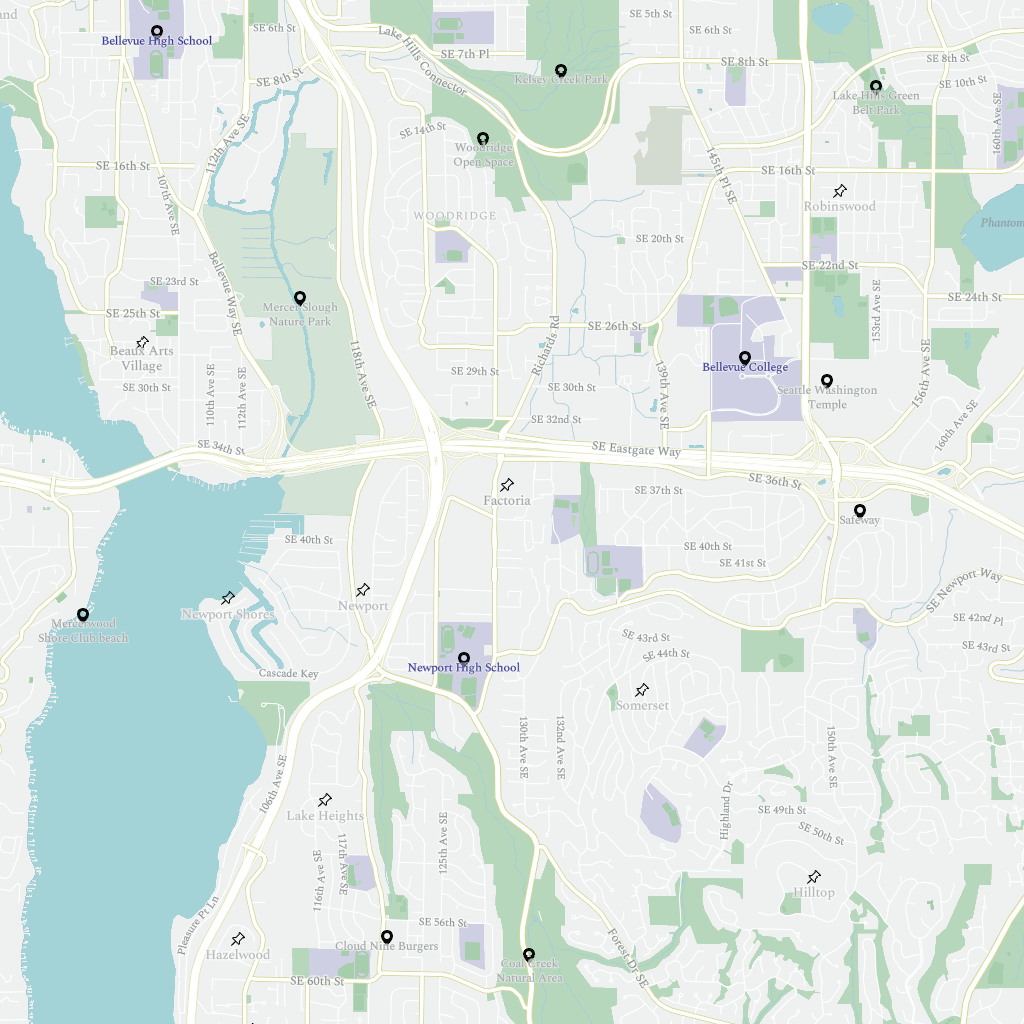 SE 5th St
SE 6th St
SE 6th St
Bellevue High School
Lake Hills Connector
SE 7th Pl
SE 8th St
SE 8th St
SE 8th St
Kelsey Creek Park
SE 10th St
Lake Hills Green
Belt Park
160th Ave SE
112th Ave SE
SE 14th St
Woodridge
Open Space
145th Pl SE
SE 16th St
SE 16th St
107th Ave SE
Robinswood
WOODRIDGE
Phantom
SE 20th St
Bellevue Way SE
SE 22nd St
SE 23rd St
Mercer Slough
Nature Park
SE 24th St
SE 25th St
SE 26th St
153rd Ave SE
Richards Rd
Beaux Arts
Village
118th Ave SE
139th Ave SE
Bellevue College
156th Ave SE
SE 29th St
SE 30th St
SE 30th St
110th Ave SE
112th Ave SE
Seattle Washington
Temple
SE 32nd St
160th Ave SE
SE 34th St
SE Eastgate Way
SE 36th St
SE 37th St
Factoria
Safeway
SE 40th St
SE 40th St
SE 41st St
SE Newport Way
Newport
Newport Shores
Mercerwood
Shore Club beach
SE 42nd Pl
SE 43rd St
SE 43rd St
SE 44th St
Newport High School
Cascade Key
Somerset
130th Ave SE
132nd Ave SE
150th Ave SE
106th Ave SE
Lake Heights
Highland Dr
SE 49th St
SE 50th St
125th Ave SE
117th Ave SE
116th Ave SE
Hilltop
Pleasure Pt Ln
SE 56th St
Cloud Nine Burgers
Hazelwood
Forest Dr SE
Coal Creek
Natural Area
SE 60th St